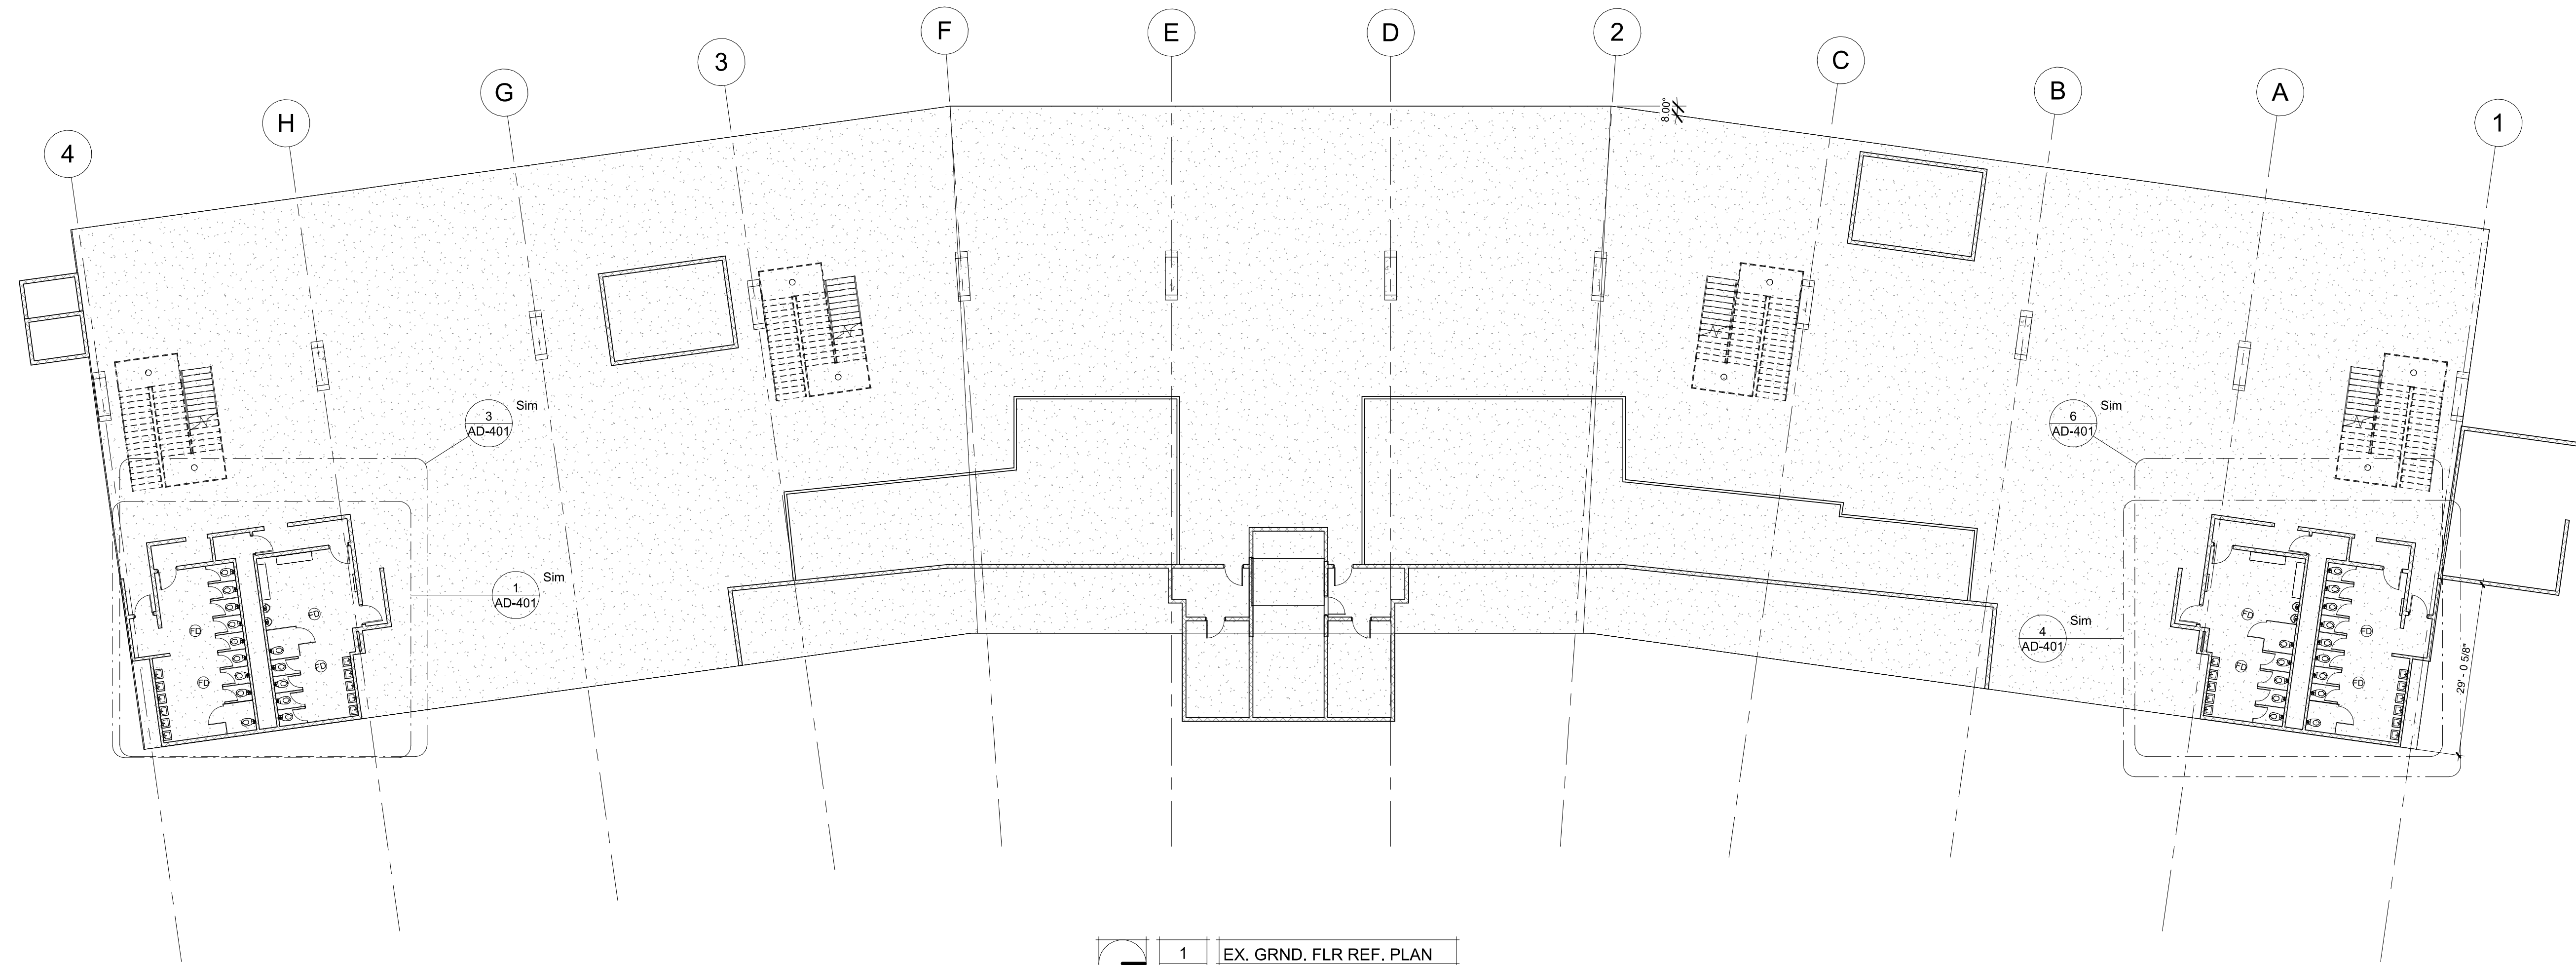 F
E
D
2
3
C
G
B
A
H
1
4
8.00°
3
AD-401
Sim
6
AD-401
Sim
1
AD-401
Sim
4
AD-401
Sim
FD
FD
FD
FD
FD
FD
FD
FD
29' - 0 5/8"
1
EX. GRND. FLR REF. PLAN